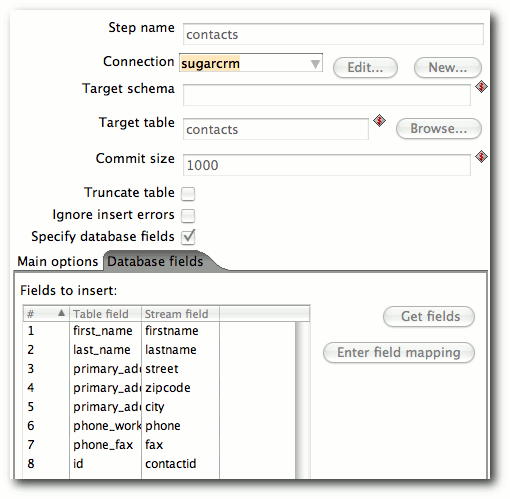 Step name contacts
Connection sugarcrm Edit... New...
Target schema
Target table contacts Browse...
Commit size 1000
Truncate table
Ignore insert errors
Specify database fields
Main options Database fields
Fields to insert:
# Table field Stream field
Get fields
1 first_name firstname
2 last_name lastname
Enter field mapping
3 primary_add street
4 primary_add zipcode
5 primary_add city
6 phone_work phone
7 phone_fax fax
8 id contactid